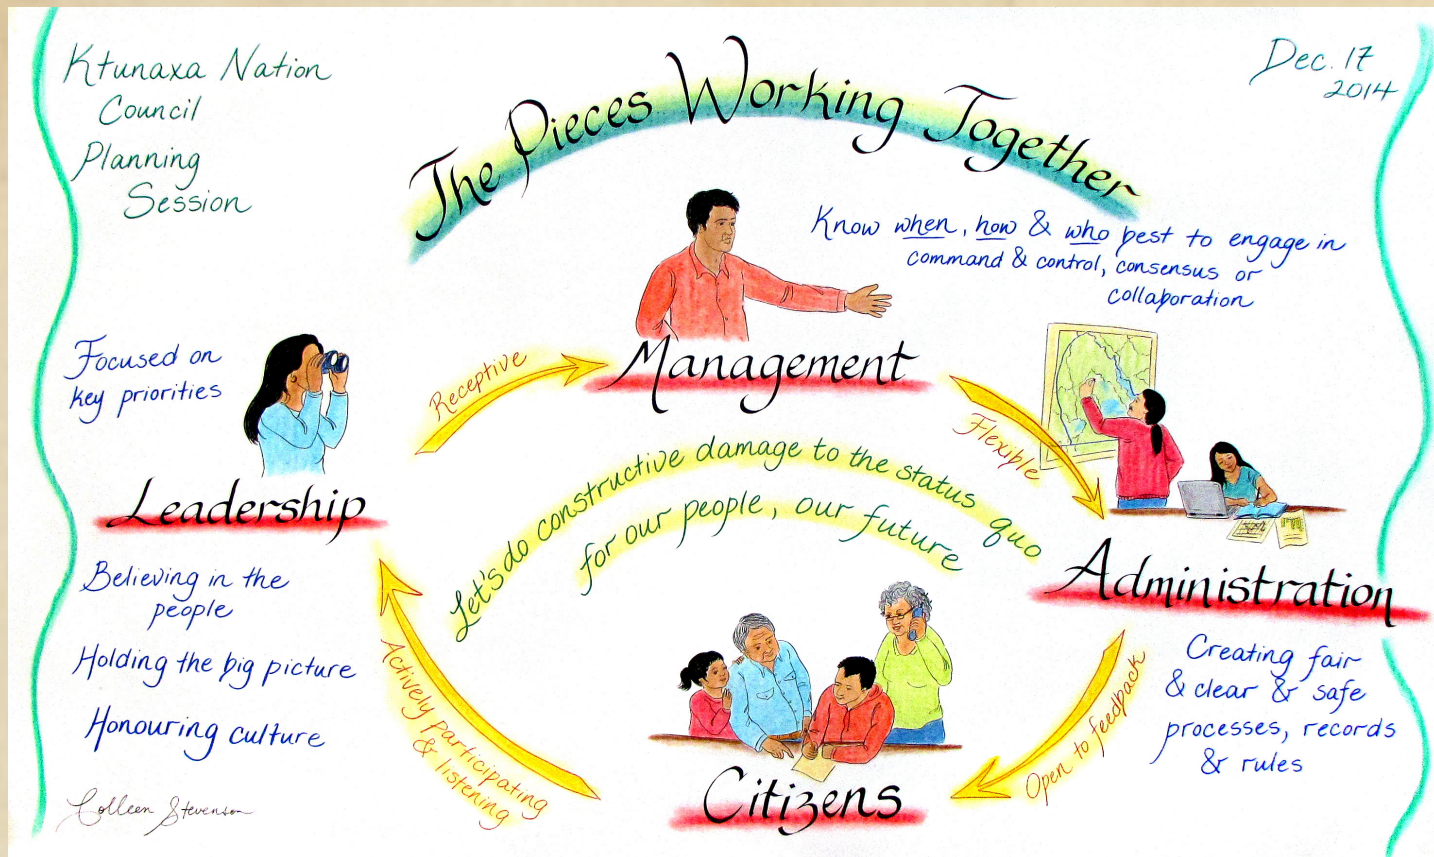 Ktunaxa Nation
Council
Planning
Session
Dec. 17
2014
The Pieces Working Together
Know when, how & who best to engage in
command & control, consensus or
collaboration
Management
Receptive
Flexible
Focused on
key priorities
Leadership
Believing in the
people
Holding the big picture
Honouring culture
Let's do constructive damage to the status quo
for our people, our future
Administration
Creating fair
& clear & safe
processes, records
& rules
Open to feedback
Citizens
Actively participating
& listening
Colleen Stevenson